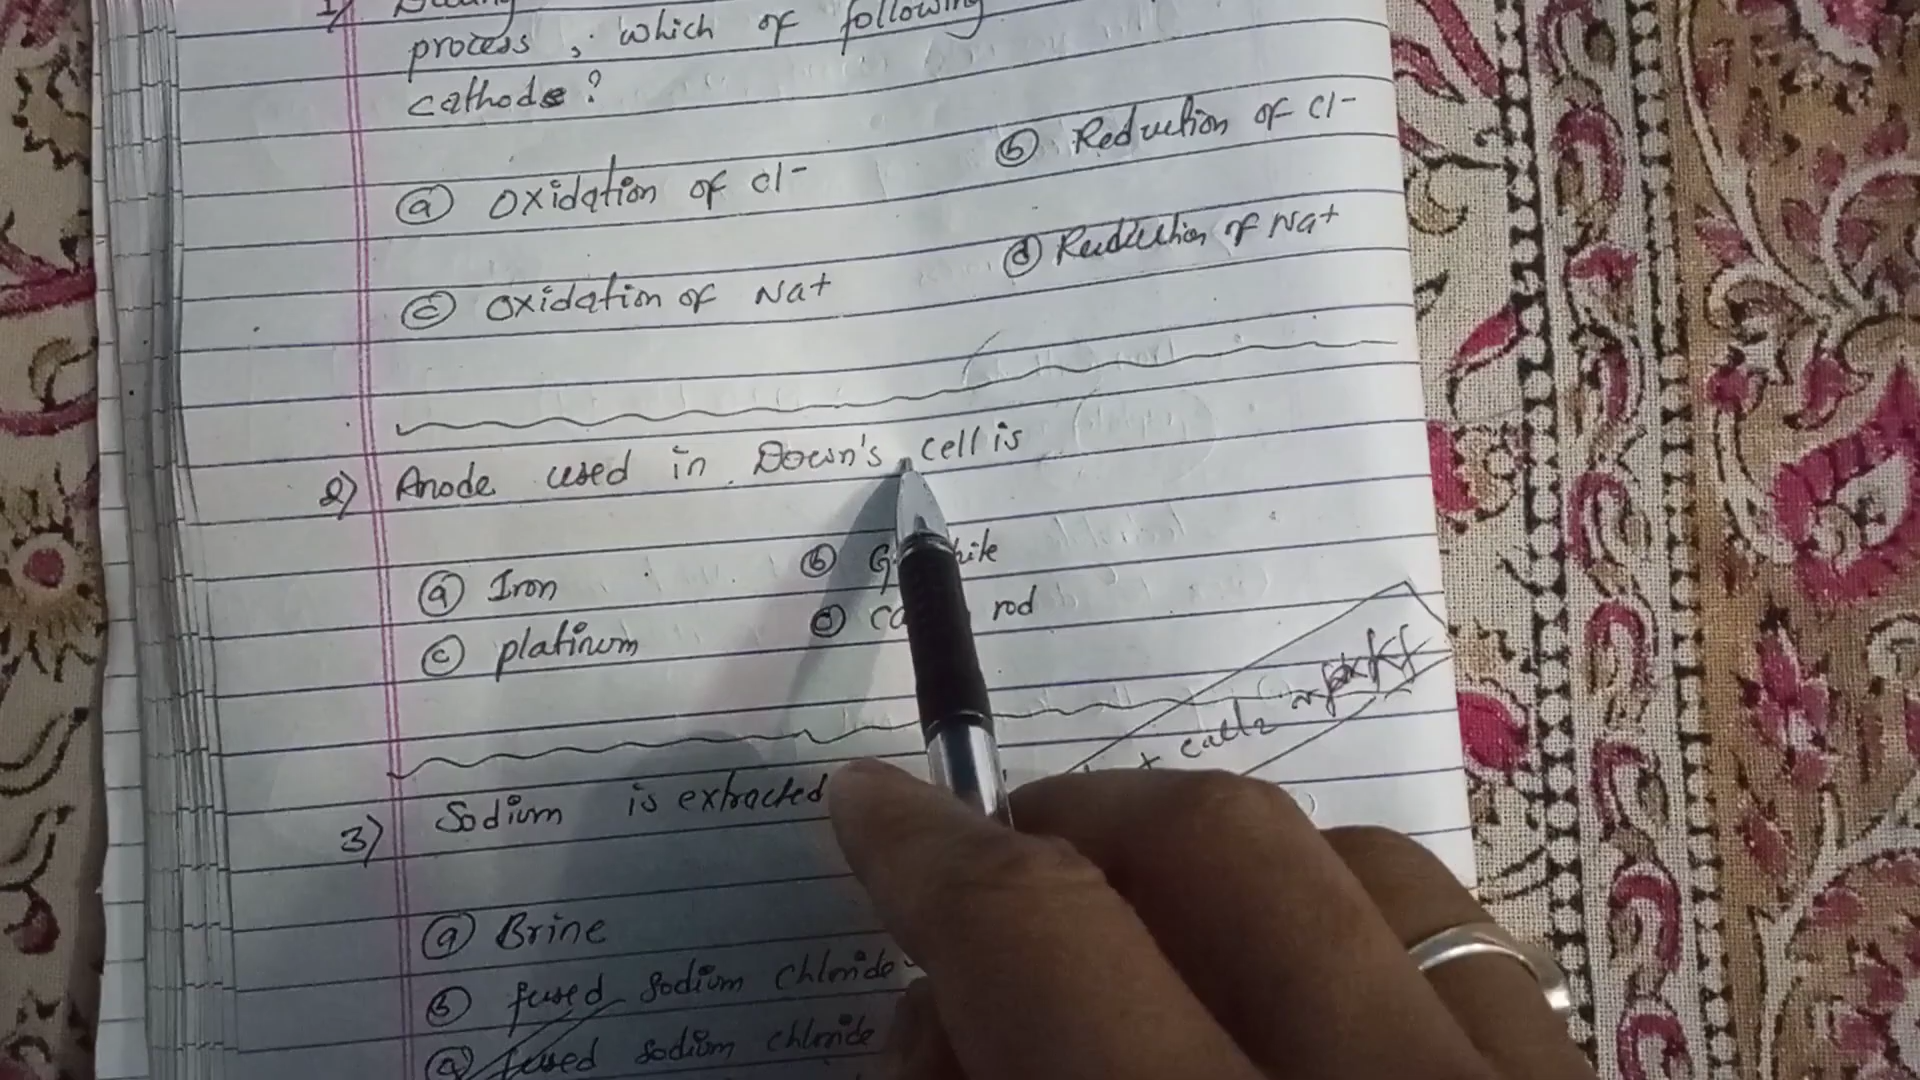 1)
process, which of following
cathode?
(a) Oxidation of Cl-
(b) Reduction of Cl-
(c) Oxidation of Na+
(d) Reduction of Na+
2) Anode used in Down's cell is
(a) Iron
(b)
(c) platinum
(d) rod
3) Sodium is extracted
(a) Brine
(b) fused sodium chloride
(a) fused sodium chloride